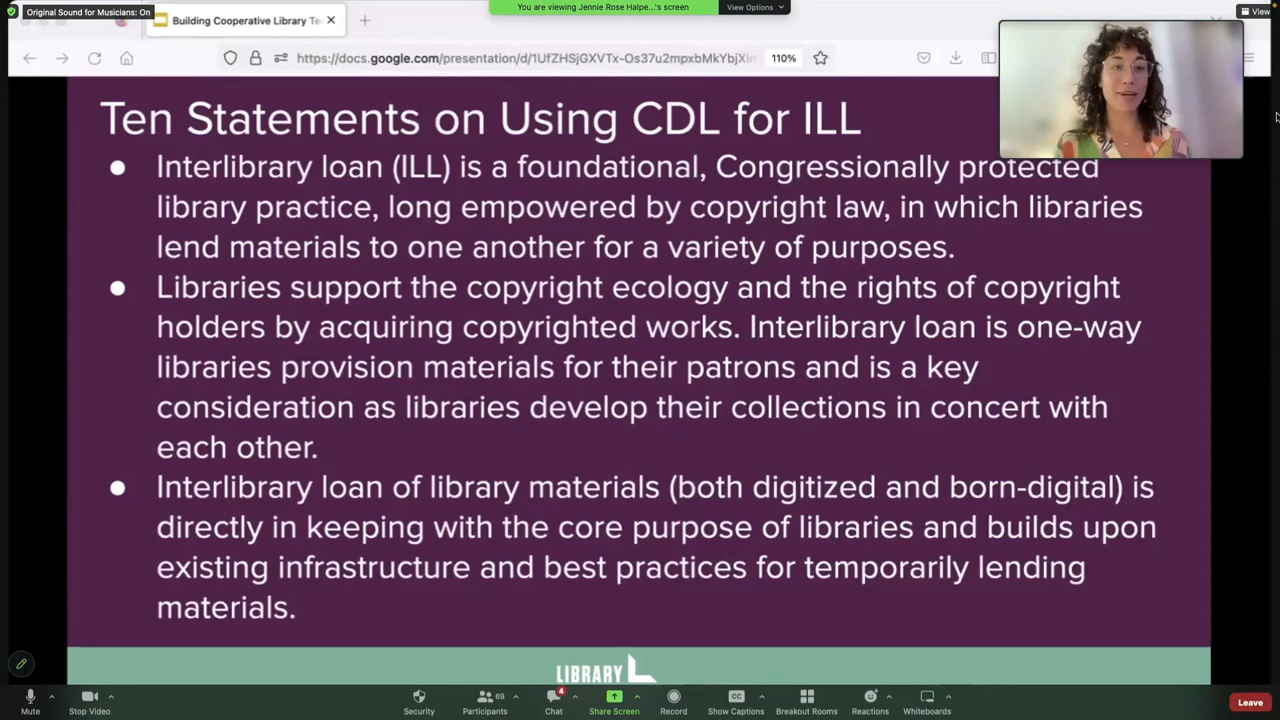 Original Sound for Musicians: On
Building Cooperative Library Te
You are viewing Jennie Rose Halpe...'s screen
View Options
View
https://docs.google.com/presentation/d/1UfZHSjGXVTx-Os37u2mpxbMkYbjXlm
110%
Ten Statements on Using CDL for ILL
Interlibrary loan (ILL) is a foundational, Congressionally protected
library practice, long empowered by copyright law, in which libraries
lend materials to one another for a variety of purposes.
Libraries support the copyright ecology and the rights of copyright
holders by acquiring copyrighted works. Interlibrary loan is one-way
libraries provision materials for their patrons and is a key
consideration as libraries develop their collections in concert with
each other.
Interlibrary loan of library materials (both digitized and born-digital) is
directly in keeping with the core purpose of libraries and builds upon
existing infrastructure and best practices for temporarily lending
materials.
LIBRARY
4
69
Mute
Stop Video
Security
Participants
Chat
Share Screen
Record
Show Captions
Breakout Rooms
Reactions
Whiteboards
Leave